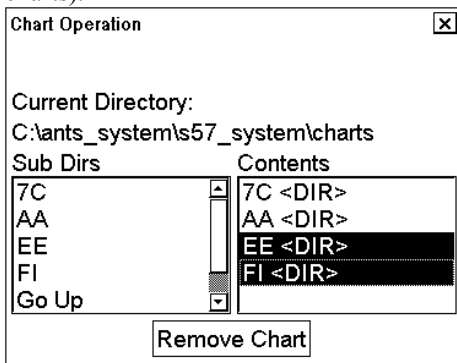 Chart Operation
Current Directory:
C:\ants_system\s57_system\charts
Sub Dirs
Contents
7C
AA
EE
FI
Go Up
7C <DIR>
AA <DIR>
EE <DIR>
FI <DIR>
Remove Chart